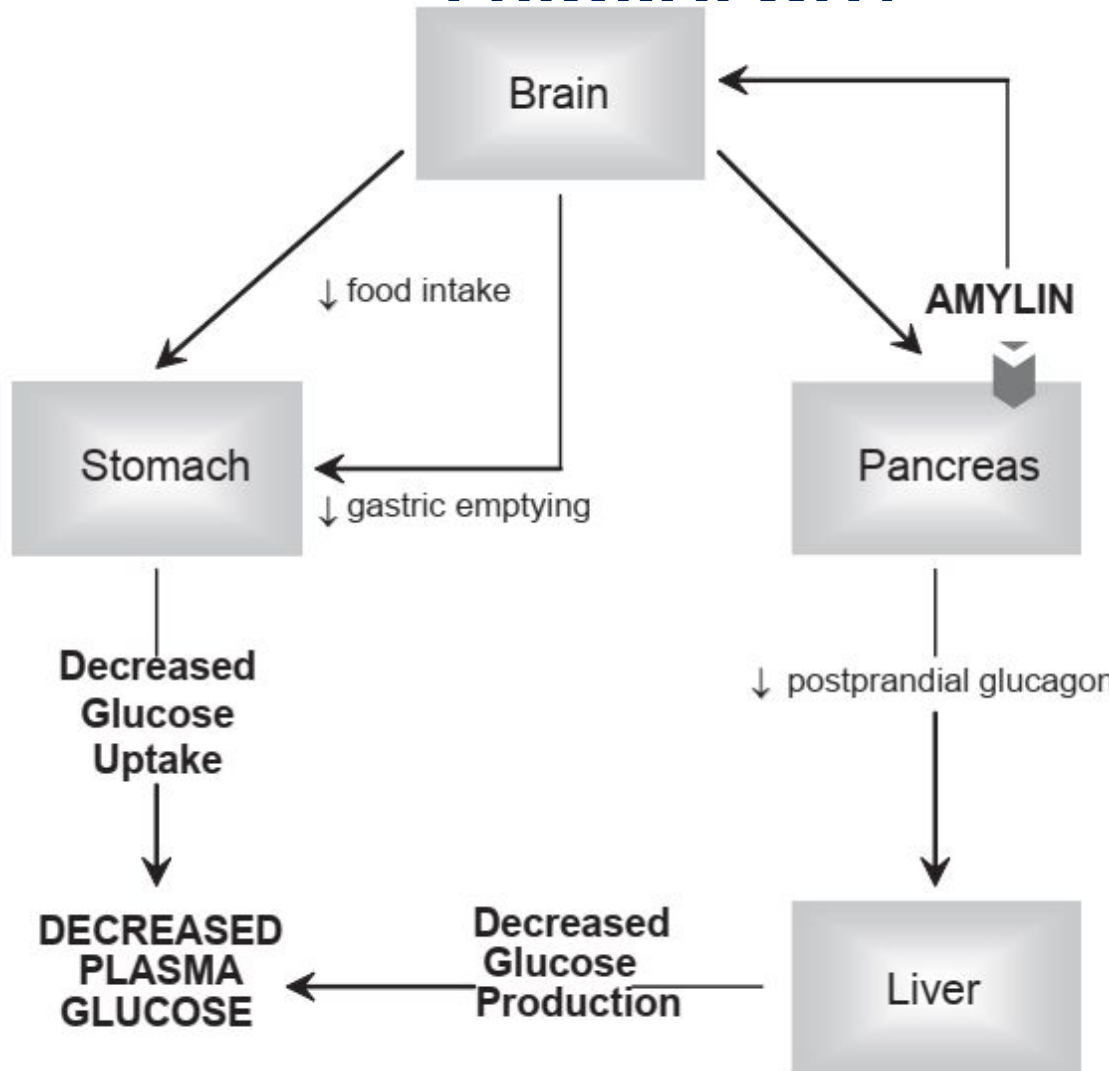 Brain
↓ food intake
AMYLIN
Stomach
Pancreas
↓ gastric emptying
Decreased
Glucose
Uptake
↓ postprandial glucagon
DECREASED
PLASMA
GLUCOSE
Decreased
Glucose
Production
Liver